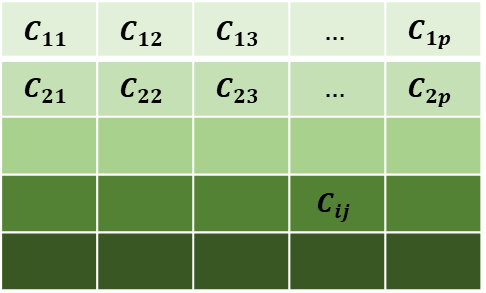 C₁₁ C₁₂ C₁₃ ... C₁ₚ
C₂₁ C₂₂ C₂₃ ... C₂ₚ
Cᵢⱼ